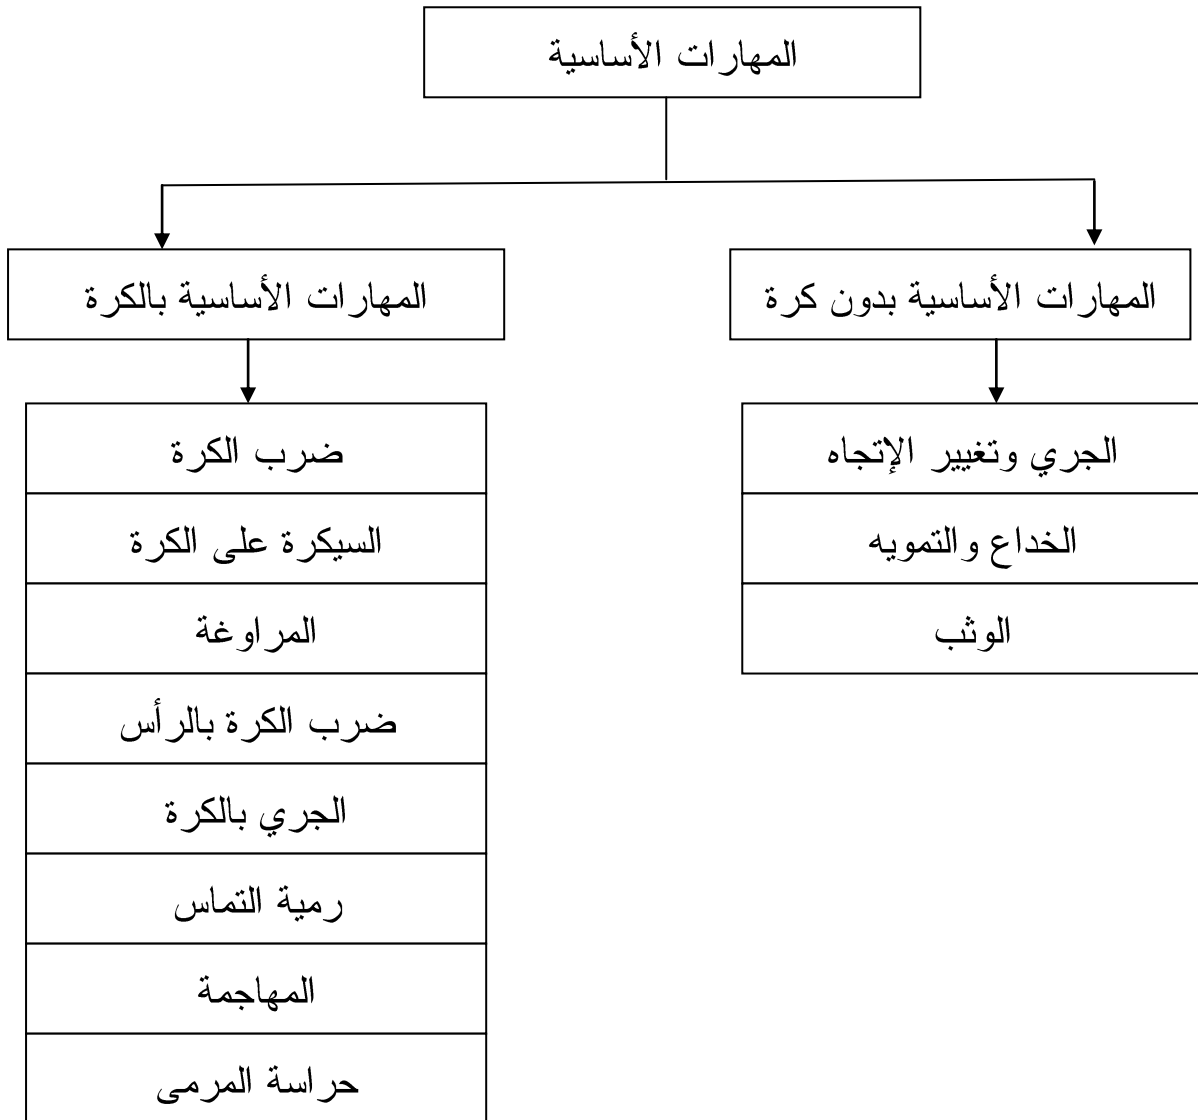 المهارات الأساسية
المهارات الأساسية بدون كرة
المهارات الأساسية بالكرة
الجري وتغيير الإتجاه
الخداع والتمويه
الوثب
ضرب الكرة
السيكرة على الكرة
المراوغة
ضرب الكرة بالرأس
الجري بالكرة
رمية التماس
المهاجمة
حراسة المرمى